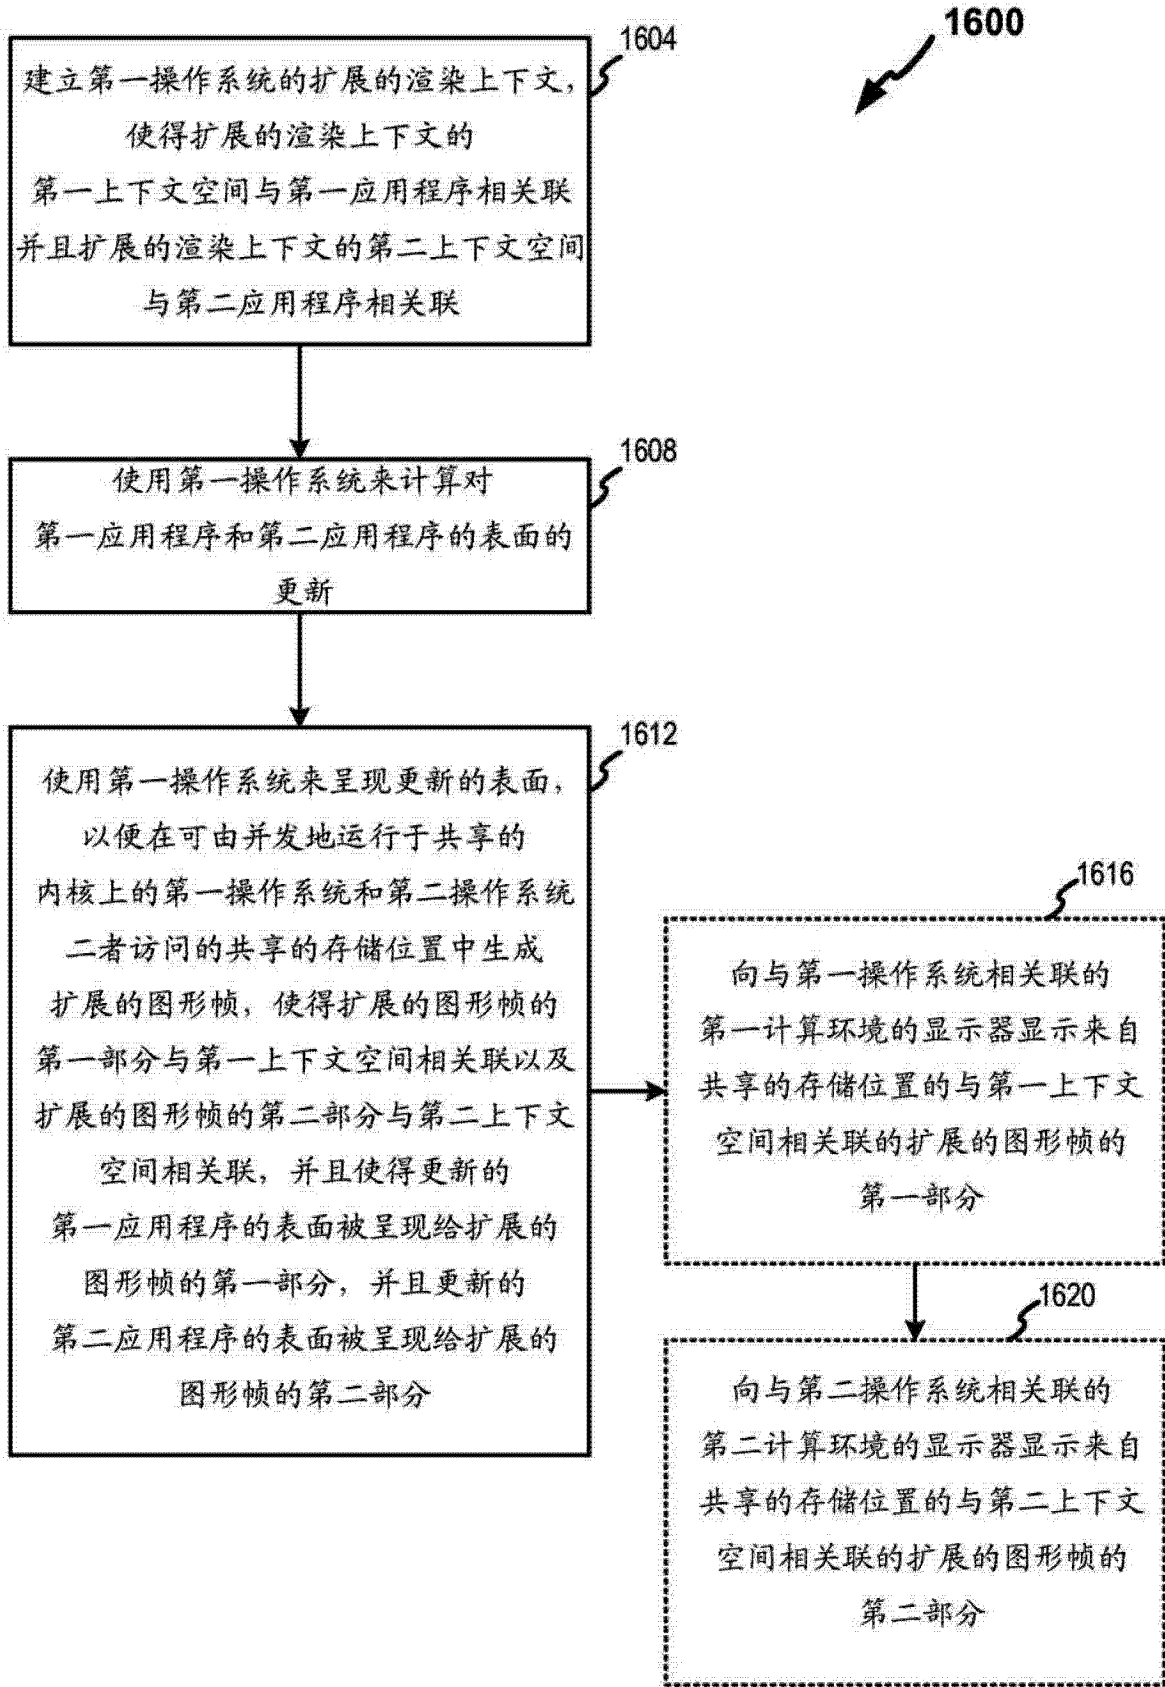 1600
1604
建立第一操作系统的扩展的渲染上下文，
使得扩展的渲染上下文的
第一上下文空间与第一应用程序相关联
并且扩展的渲染上下文的第二上下文空间
与第二应用程序相关联
1608
使用第一操作系统来计算对
第一应用程序和第二应用程序的表面的
更新
1612
使用第一操作系统来呈现更新的表面，
以便在可由并发地运行于共享的
内核上的第一操作系统和第二操作系统
二者访问的共享的存储位置中生成
扩展的图形帧，使得扩展的图形帧的
第一部分与第一上下文空间相关联以及
扩展的图形帧的第二部分与第二上下文
空间相关联，并且使得更新的
第一应用程序的表面被呈现给扩展的
图形帧的第一部分，并且更新的
第二应用程序的表面被呈现给扩展的
图形帧的第二部分
1616
向与第一操作系统相关联的
第一计算环境的显示器显示来自
共享的存储位置的与第一上下文
空间相关联的扩展的图形帧的
第一部分
1620
向与第二操作系统相关联的
第二计算环境的显示器显示来自
共享的存储位置的与第二上下文
空间相关联的扩展的图形帧的
第二部分